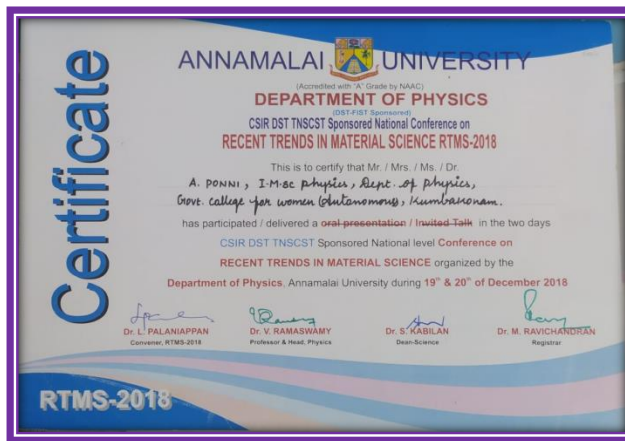 Certificate
ANNAMALAI UNIVERSITY
(Accredited with "A" Grade by NAAC)
DEPARTMENT OF PHYSICS
(DST-FIST Sponsored)
CSIR DST TNSCST Sponsored National Conference on
RECENT TRENDS IN MATERIAL SCIENCE RTMS-2018
This is to certify that Mr. / Mrs. / Ms. / Dr.
A. PONNI, I-M.SC Physics, Dept. of Physics,
Govt. College for women (Autonomous), Kumbakonam.
has participated / delivered a oral presentation / Invited Talk in the two days
CSIR DST TNSCST Sponsored National level Conference on
RECENT TRENDS IN MATERIAL SCIENCE organized by the
Department of Physics, Annamalai University during 19th & 20th of December 2018
Dr. L. PALANIAPPAN Dr. V. RAMASWAMY Dr. S. KABILAN Dr. M. RAVICHANDRAN
Convener, RTMS-2018 Professor & Head, Physics Dean-Science Registrar
RTMS-2018